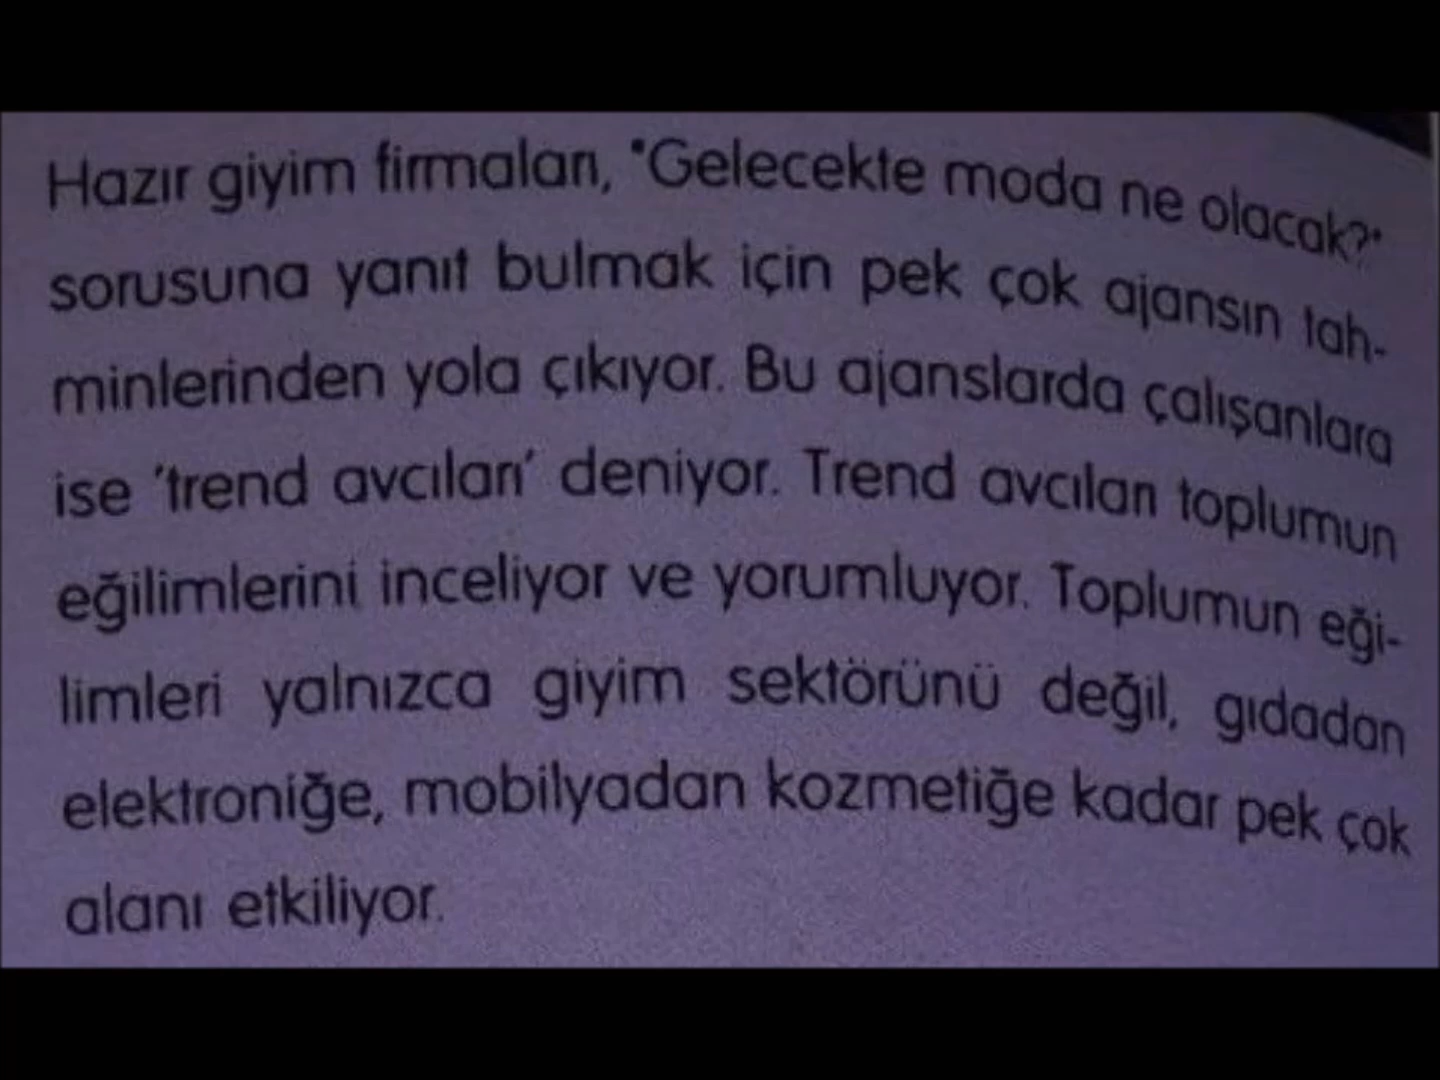 Hazır giyim firmaları, "Gelecekte moda ne olacak?"
sorusuna yanıt bulmak için pek çok ajansın tah-
minlerinden yola çıkıyor. Bu ajanslarda çalışanlara
ise 'trend avcıları' deniyor. Trend avcıları toplumun
eğilimlerini inceliyor ve yorumluyor. Toplumun eği-
limleri yalnızca giyim sektörünü değil, gıdadan
elektroniğe, mobilyadan kozmetiğe kadar pek çok
alanı etkiliyor.